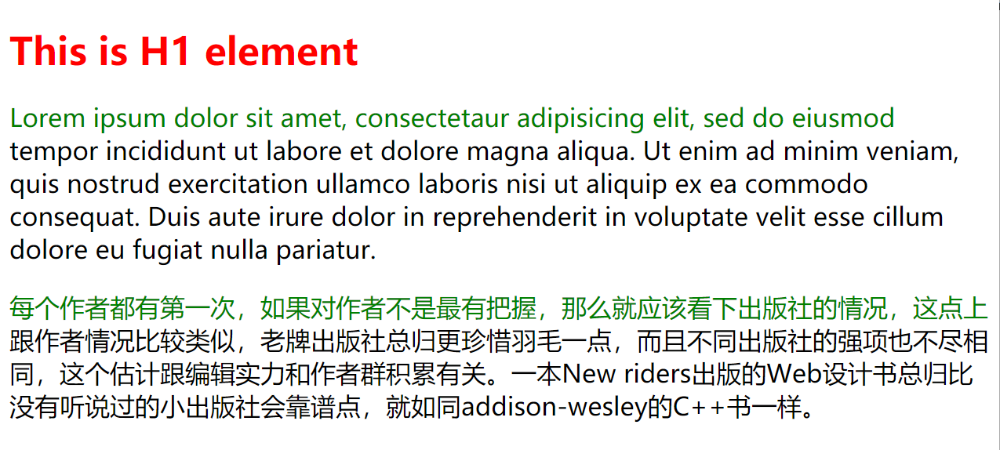 This is H1 element
Lorem ipsum dolor sit amet, consectetaur adipisicing elit, sed do eiusmod
tempor incididunt ut labore et dolore magna aliqua. Ut enim ad minim veniam,
quis nostrud exercitation ullamco laboris nisi ut aliquip ex ea commodo
consequat. Duis aute irure dolor in reprehenderit in voluptate velit esse cillum
dolore eu fugiat nulla pariatur.
每个作者都有第一次，如果对作者不是最有把握，那么就应该看下出版社的情况，这点上
跟作者情况比较类似，老牌出版社总归更珍惜羽毛一点，而且不同出版社的强项也不尽相
同，这个估计跟编辑实力和作者群积累有关。一本New riders出版的Web设计书总归比
没有听说过的小出版社会靠谱点，就如同addison-wesley的C++书一样。